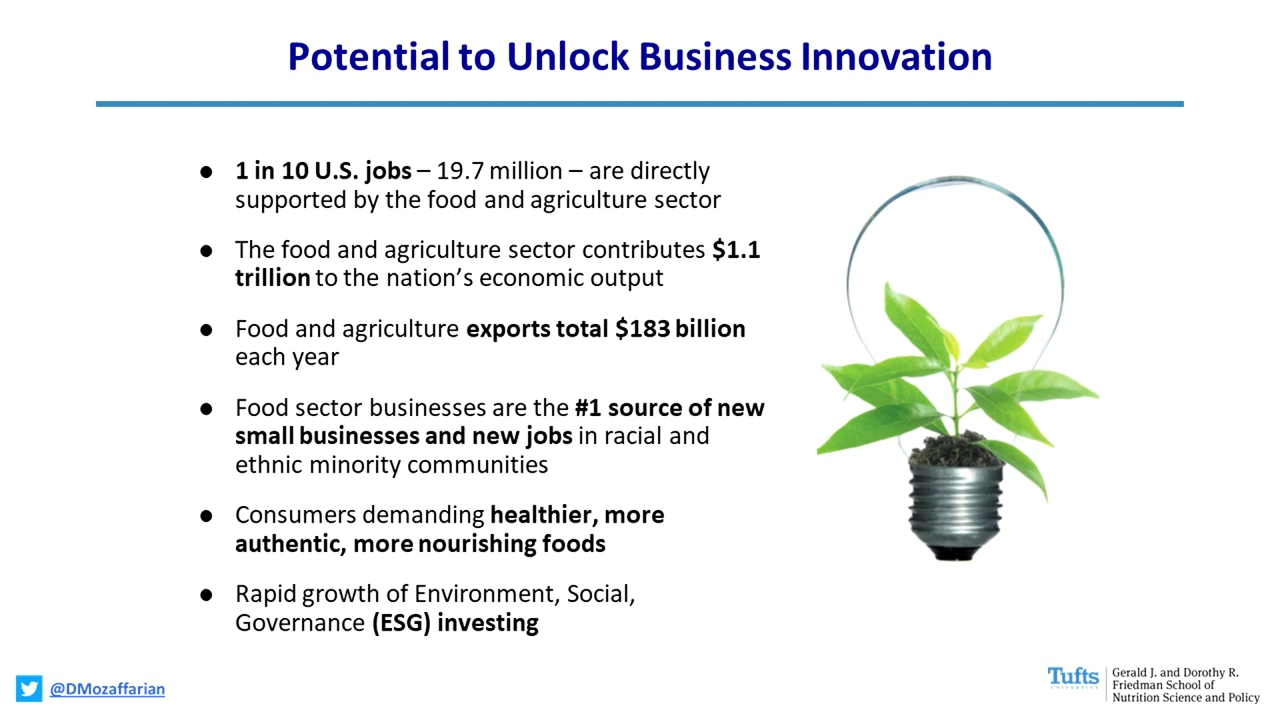 Potential to Unlock Business Innovation
● 1 in 10 U.S. jobs – 19.7 million – are directly
supported by the food and agriculture sector
● The food and agriculture sector contributes $1.1
trillion to the nation’s economic output
● Food and agriculture exports total $183 billion
each year
● Food sector businesses are the #1 source of new
small businesses and new jobs in racial and
ethnic minority communities
● Consumers demanding healthier, more
authentic, more nourishing foods
● Rapid growth of Environment, Social,
Governance (ESG) investing
@DMozaffarian
Tufts
UNIVERSITY
Gerald J. and Dorothy R.
Friedman School of
Nutrition Science and Policy